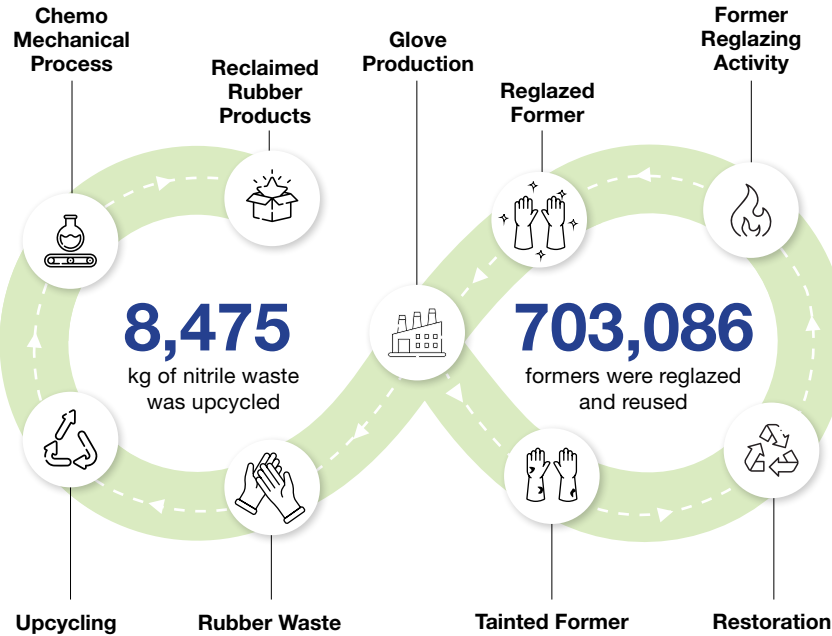 Chemo
Mechanical
Process
Reclaimed
Rubber
Products
Glove
Production
Reglazed
Former
Former
Reglazing
Activity
8,475
kg of nitrile waste
was upcycled
703,086
formers were reglazed
and reused
Upcycling
Rubber Waste
Tainted Former
Restoration